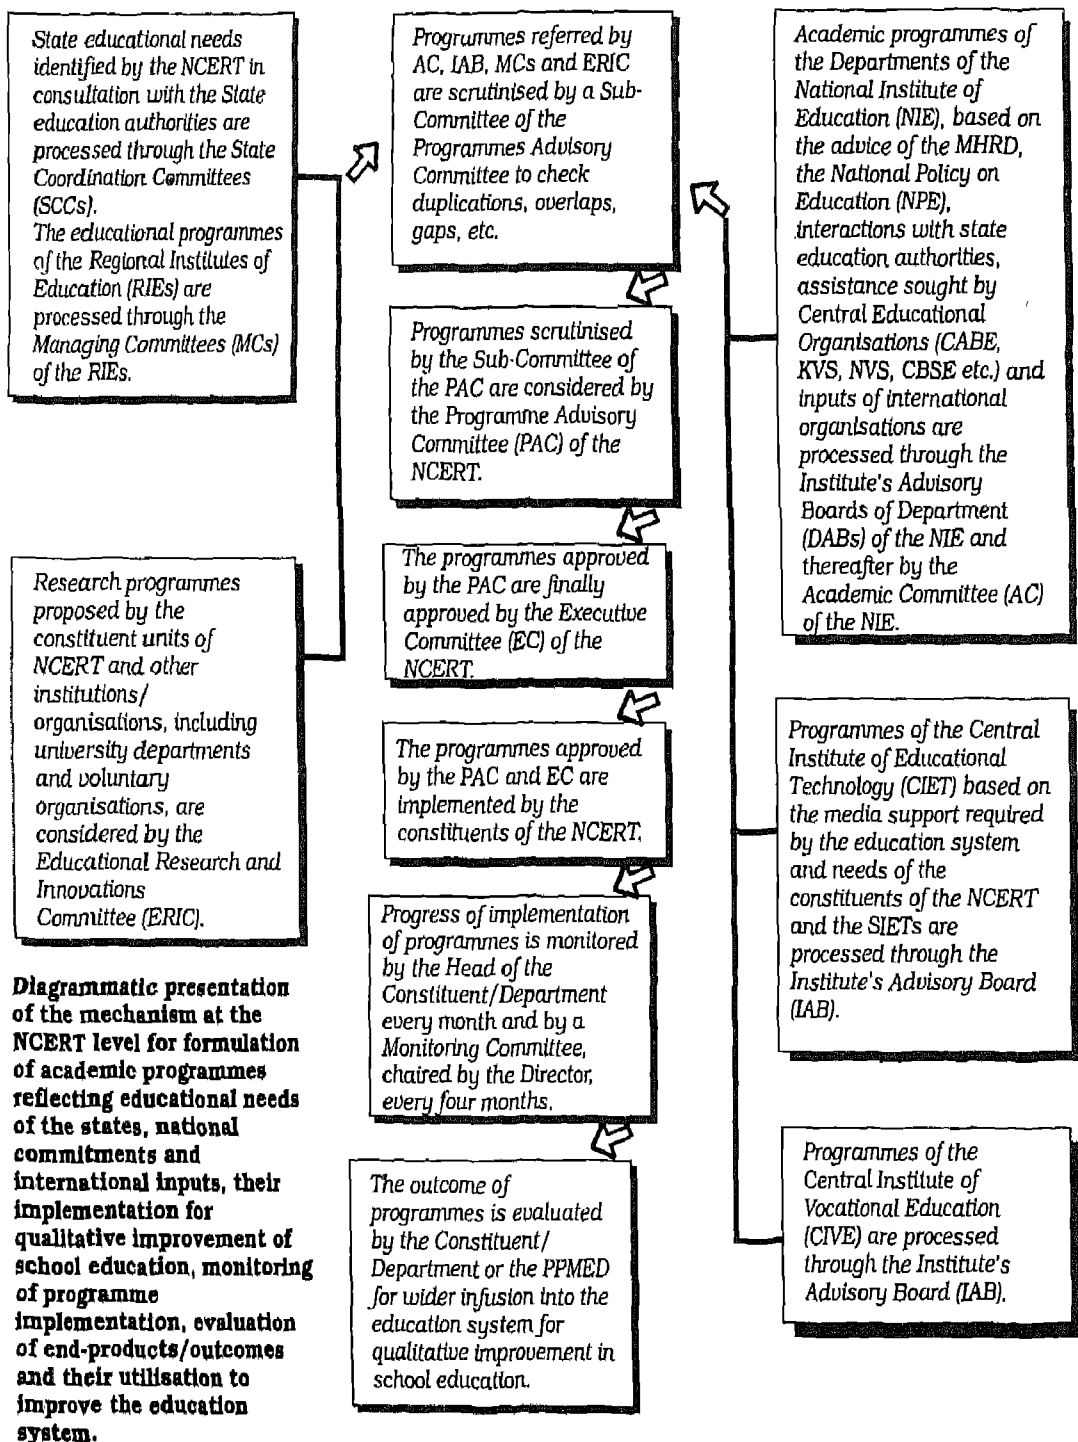 State educational needs
identified by the NCERT in
consultation with the State
education authorities are
processed through the State
Coordination Committees
(SCCs).
The educational programmes
of the Regional Institutes of
Education (RIEs) are
processed through the
Managing Committees (MCs)
of the RIEs.
Research programmes
proposed by the
constituent units of
NCERT and other
institutions/
organisations, including
university departments
and voluntary
organisations, are
considered by the
Educational Research and
Innovations
Committee (ERIC).
Diagrammatic presentation
of the mechanism at the
NCERT level for formulation
of academic programmes
reflecting educational needs
of the states, national
commitments and
international inputs, their
implementation for
qualitative improvement of
school education, monitoring
of programme
implementation, evaluation
of end-products/outcomes
and their utilisation to
improve the education
system.
Programmes referred by
AC, IAB, MCs and ERIC
are scrutinised by a Sub-
Committee of the
Programmes Advisory
Committee to check
duplications, overlaps,
gaps, etc.
Programmes scrutinised
by the Sub-Committee of
the PAC are considered by
the Programme Advisory
Committee (PAC) of the
NCERT.
The programmes approved
by the PAC are finally
approved by the Executive
Committee (EC) of the
NCERT.
The programmes approved
by the PAC and EC are
implemented by the
constituents of the NCERT.
Progress of implementation
of programmes is monitored
by the Head of the
Constituent/Department
every month and by a
Monitoring Committee,
chaired by the Director,
every four months.
The outcome of
programmes is evaluated
by the Constituent/
Department or the PPMED
for wider infusion into the
education system for
qualitative improvement in
school education.
Academic programmes of
the Departments of the
National Institute of
Education (NIE), based on
the advice of the MHRD,
the National Policy on
Education (NPE),
interactions with state
education authorities,
assistance sought by
Central Educational
Organisations (CABE,
KVS, NVS, CBSE etc.) and
inputs of international
organisations are
processed through the
Institute's Advisory
Boards of Department
(DABs) of the NIE and
thereafter by the
Academic Committee (AC)
of the NIE.
Programmes of the Central
Institute of Educational
Technology (CIET) based on
the media support required
by the education system
and needs of the
constituents of the NCERT
and the SIETs are
processed through the
Institute's Advisory Board
(IAB).
Programmes of the
Central Institute of
Vocational Education
(CIVE) are processed
through the Institute's
Advisory Board (IAB).